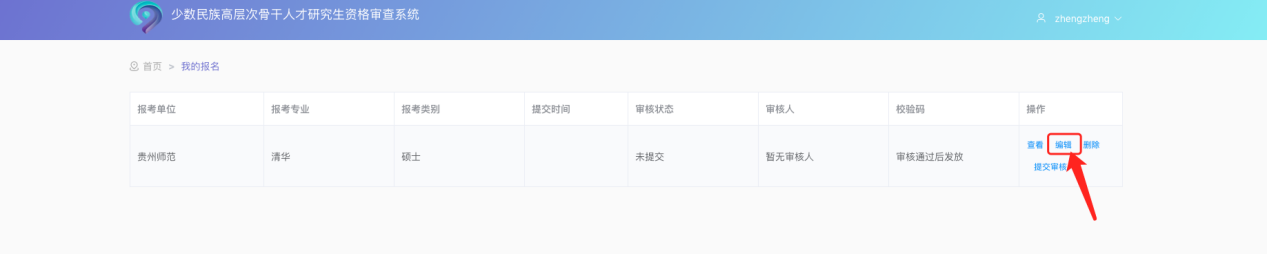 少数民族高层次骨干人才研究生资格审查系统
zhengzheng
首页 > 我的报名
报考单位 报考专业 报考类别 提交时间 审核状态 审核人 校验码 操作
贵州师范 清华 硕士 未提交 暂无审核人 审核通过后发放 查看 编辑 删除
提交审核